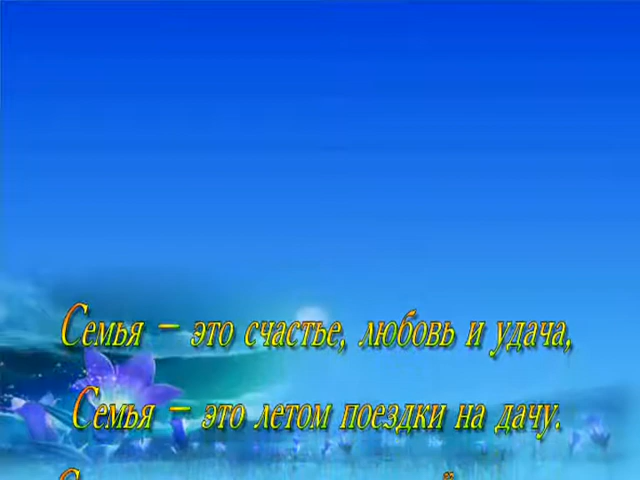 Семья – это счастье, любовь и удача,
Семья – это летом поездки на дачу.